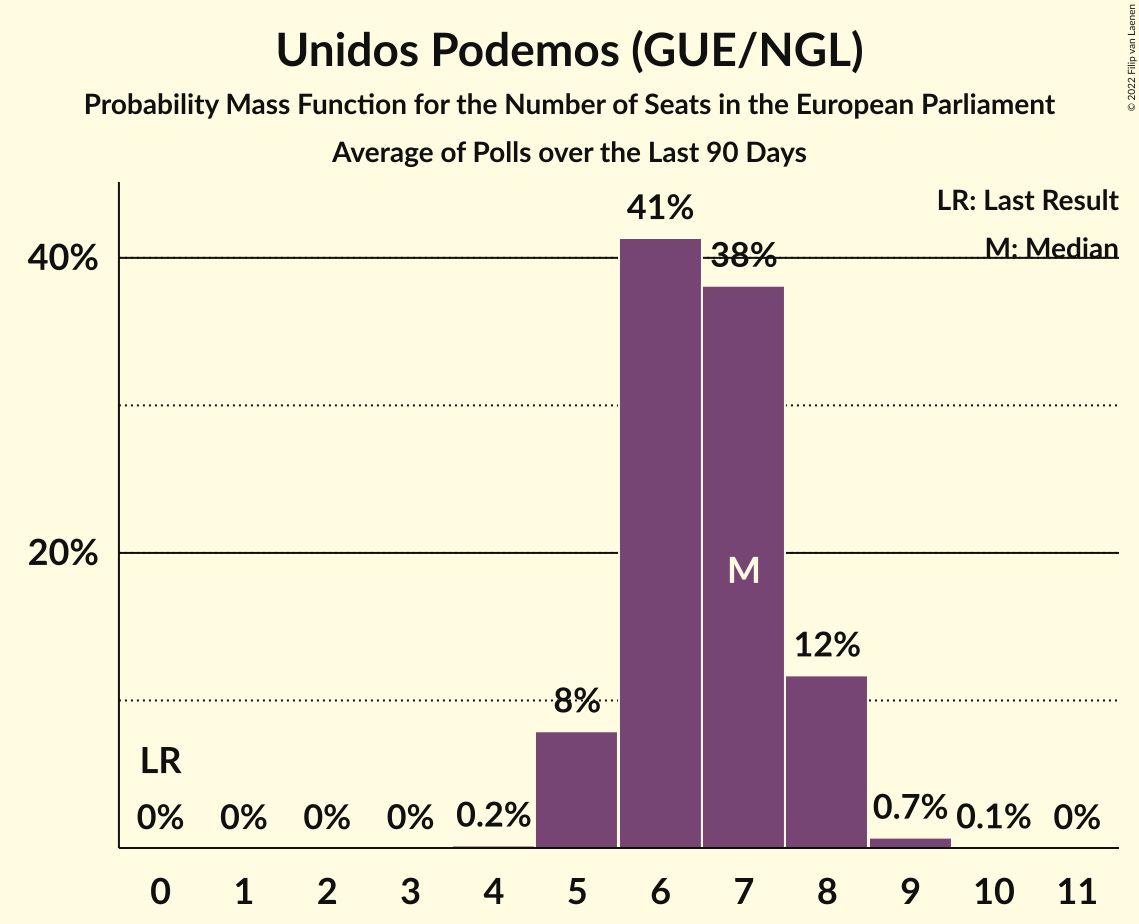 Unidos Podemos (GUE/NGL)
Probability Mass Function for the Number of Seats in the European Parliament
Average of Polls over the Last 90 Days
© 2022 Filip van Laenen
LR: Last Result
M: Median
40%
20%
41%
38%
M
12%
8%
LR
0%
0%
0%
0%
0.2%
0.7%
0.1%
0%
0 1 2 3 4 5 6 7 8 9 10 11